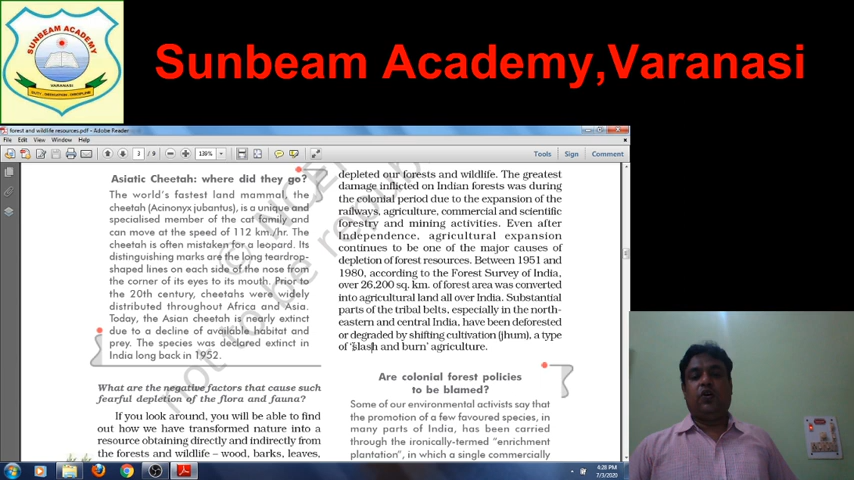 SUNBEAM ACADEMY
VARANASI
Sunbeam Academy,Varanasi
forest and wildlife resources.pdf - Adobe Reader
File Edit View Window Help
3 / 9 139% Tools Sign Comment
Asiatic Cheetah: where did they go?
The world's fastest land mammal, the
cheetah (Acinonyx jubantus), is a unique and
specialised member of the cat family and
can move at the speed of 112 km./hr. The
cheetah is often mistaken for a leopard. Its
distinguishing marks are the long teardrop-
shaped lines on each side of the nose from
the corner of its eyes to its mouth. Prior to
the 20th century, cheetahs were widely
distributed throughout Africa and Asia.
Today, the Asian cheetah is nearly extinct
due to a decline of available habitat and
prey. The species was declared extinct in
India long back in 1952.
What are the negative factors that cause such
fearful depletion of the flora and fauna?
If you look around, you will be able to find
out how we have transformed nature into a
resource obtaining directly and indirectly from
the forests and wildlife – wood, barks, leaves,
depleted our forests and wildlife. The greatest
damage inflicted on Indian forests was during
the colonial period due to the expansion of the
railways, agriculture, commercial and scientific
forestry and mining activities. Even after
Independence, agricultural expansion
continues to be one of the major causes of
depletion of forest resources. Between 1951 and
1980, according to the Forest Survey of India,
over 26,200 sq. km. of forest area was converted
into agricultural land all over India. Substantial
parts of the tribal belts, especially in the north-
eastern and central India, have been deforested
or degraded by shifting cultivation (jhum), a type
of 'slash and burn' agriculture.
Are colonial forest policies
to be blamed?
Some of our environmental activists say that
the promotion of a few favoured species, in
many parts of India, has been carried
through the ironically-termed "enrichment
plantation", in which a single commercially
© NCE
not to be republ
4:28 PM
7/3/2020